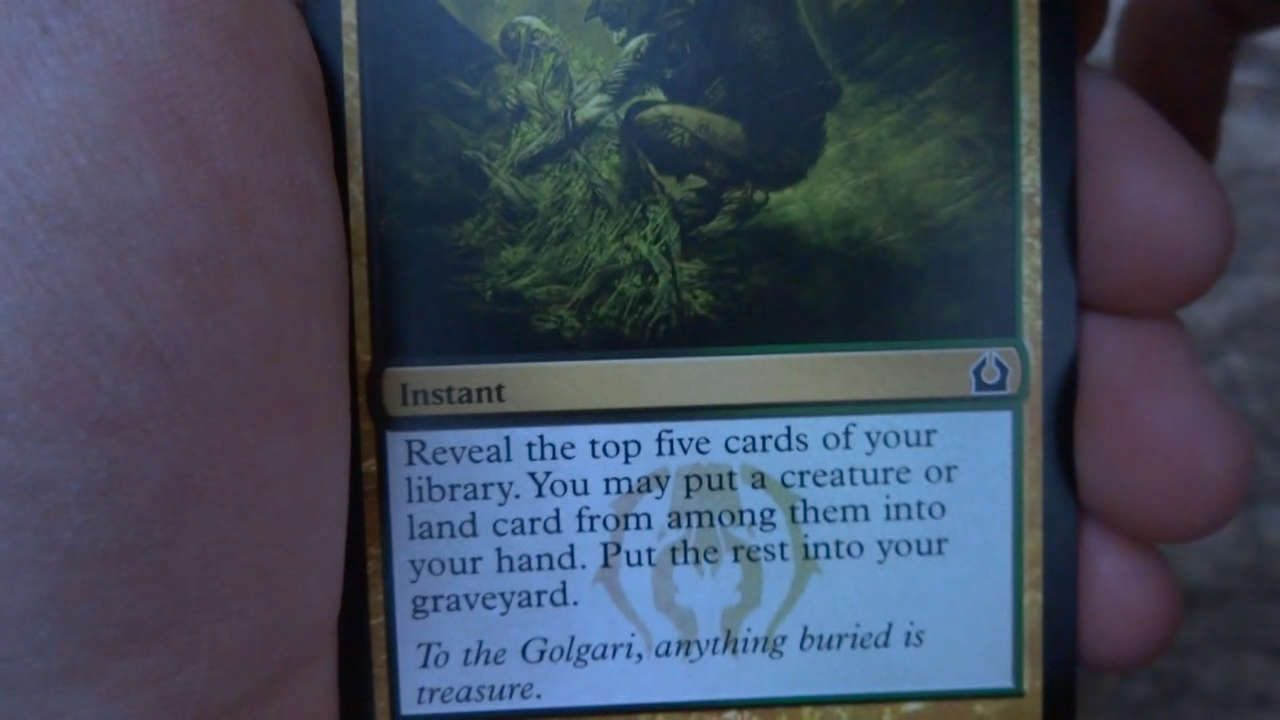 Instant
Reveal the top five cards of your
library. You may put a creature or
land card from among them into
your hand. Put the rest into your
graveyard.
To the Golgari, anything buried is
treasure.